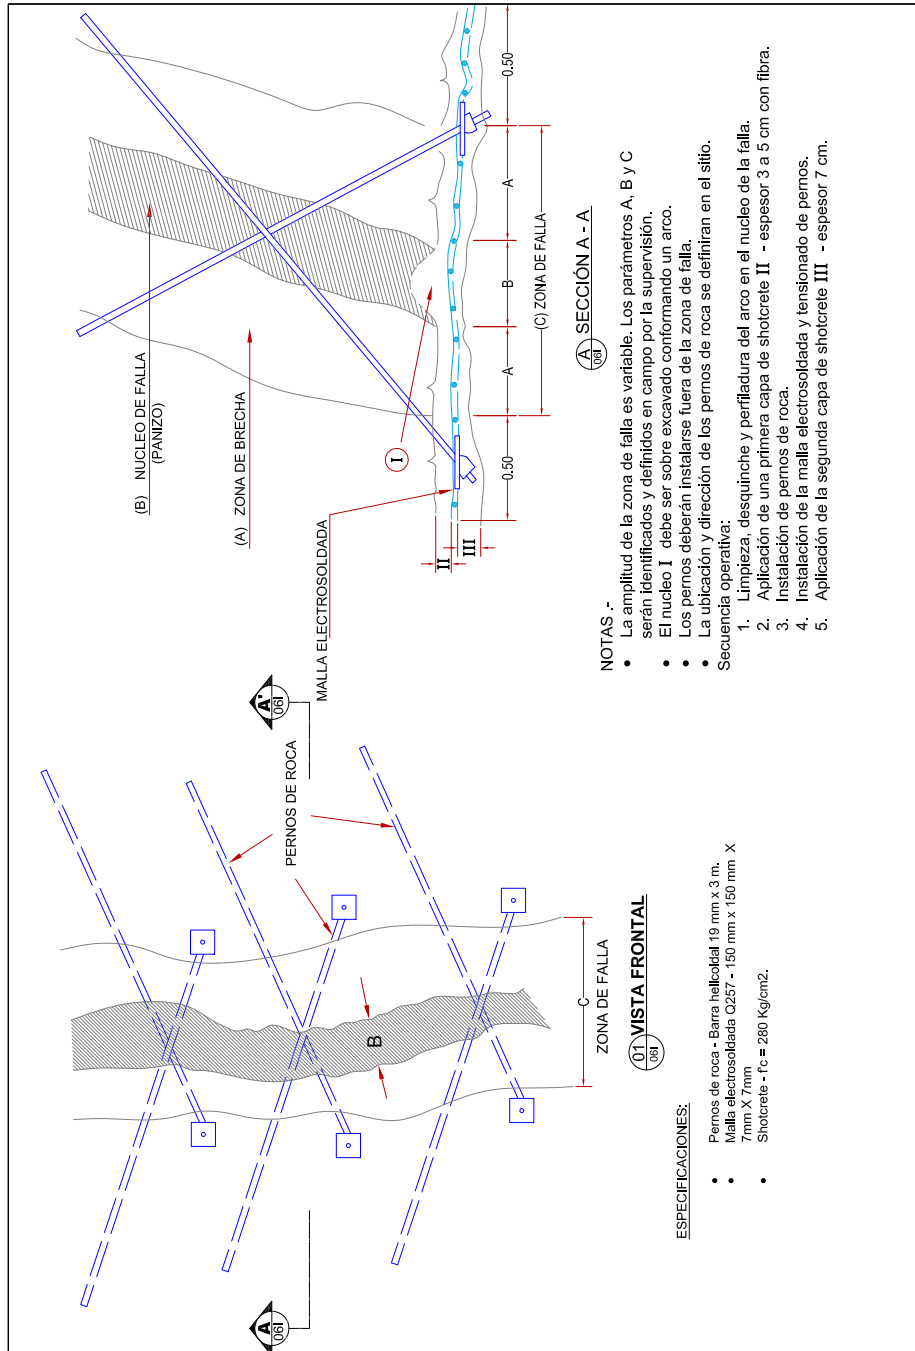 A
06I
A'
06I
PERNOS DE ROCA
B
C
ZONA DE FALLA
01
06I
VISTA FRONTAL
ESPECIFICACIONES:
• Pernos de roca - Barra helicoidal 19 mm x 3 m.
• Malla electrosoldada Q257 - 150 mm x 150 mm X
7mm X 7mm
• Shotcrete - f'c = 280 Kg/cm2.
(B) NUCLEO DE FALLA
(PANIZO)
(A) ZONA DE BRECHA
MALLA ELECTROSOLDADA
I
II
III
0.50
A
B
A
0.50
(C) ZONA DE FALLA
A
06I
SECCIÓN A - A
NOTAS .-
• La amplitud de la zona de falla es variable. Los parámetros A, B y C
serán identificados y definidos en campo por la supervisión.
• El nucleo I debe ser sobre excavado conformando un arco.
• Los pernos deberán instalarse fuera de la zona de falla.
• La ubicación y dirección de los pernos de roca se definiran en el sitio.
Secuencia operativa:
1. Limpieza, desquinche y perfiladura del arco en el nucleo de la falla.
2. Aplicación de una primera capa de shotcrete II - espesor 3 a 5 cm con fibra.
3. Instalación de pernos de roca.
4. Instalación de la malla electrosoldada y tensionado de pernos.
5. Aplicación de la segunda capa de shotcrete III - espesor 7 cm.